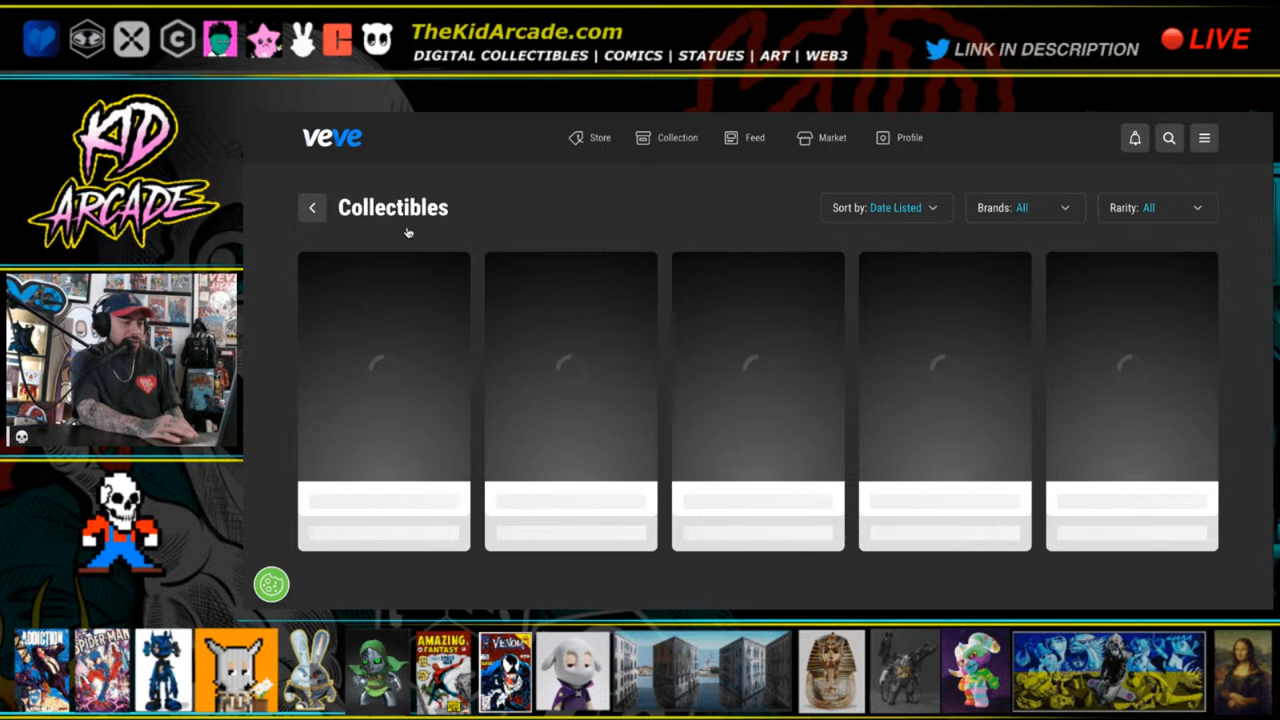 TheKidArcade.com
DIGITAL COLLECTIBLES | COMICS | STATUES | ART | WEB3
LINK IN DESCRIPTION
LIVE
KID
ARCADE
veve
Store
Collection
Feed
Market
Profile
Collectibles
Sort by: Date Listed
Brands: All
Rarity: All
ADDICTION
SPIDER-MAN
AMAZING
FANTASY
VENOM